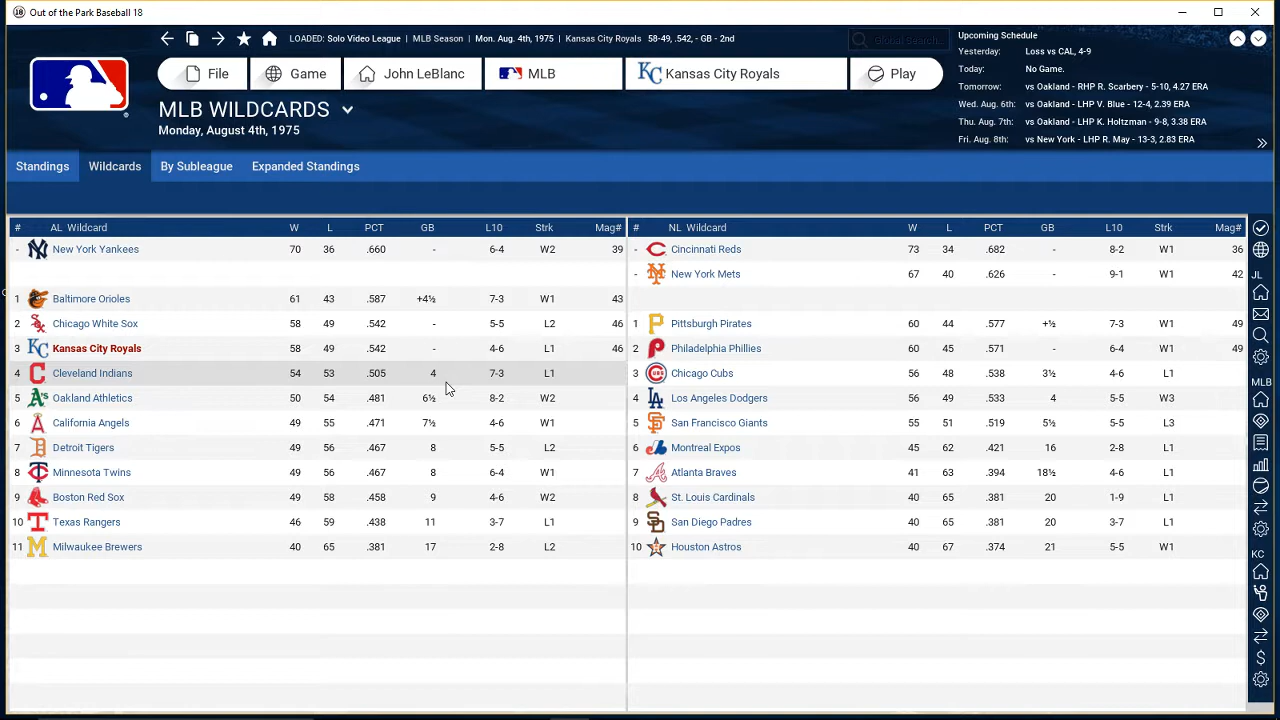 Out of the Park Baseball 18
LOADED: Solo Video League | MLB Season | Mon. Aug. 4th, 1975 | Kansas City Royals 58-49, .542, - GB - 2nd
Global Search...
Upcoming Schedule
Yesterday: Loss vs CAL, 4-9
Today: No Game.
Tomorrow: vs Oakland - RHP R. Scarbery - 5-10, 4.27 ERA
Wed. Aug. 6th: vs Oakland - LHP V. Blue - 12-4, 2.39 ERA
Thu. Aug. 7th: vs Oakland - LHP K. Holtzman - 9-8, 3.38 ERA
Fri. Aug. 8th: vs New York - LHP R. May - 13-3, 2.83 ERA
File Game John LeBlanc MLB Kansas City Royals Play
MLB WILDCARDS
Monday, August 4th, 1975
Standings Wildcards By Subleague Expanded Standings
# AL Wildcard W L PCT GB L10 Strk Mag#
- New York Yankees 70 36 .660 - 6-4 W2 39
1 Baltimore Orioles 61 43 .587 +4½ 7-3 W1 43
2 Chicago White Sox 58 49 .542 - 5-5 L2 46
3 Kansas City Royals 58 49 .542 - 4-6 L1 46
4 Cleveland Indians 54 53 .505 4 7-3 L1
5 Oakland Athletics 50 54 .481 6½ 8-2 W2
6 California Angels 49 55 .471 7½ 4-6 W1
7 Detroit Tigers 49 56 .467 8 5-5 L2
8 Minnesota Twins 49 56 .467 8 6-4 W1
9 Boston Red Sox 49 58 .458 9 4-6 W2
10 Texas Rangers 46 59 .438 11 3-7 L1
11 Milwaukee Brewers 40 65 .381 17 2-8 L2
# NL Wildcard W L PCT GB L10 Strk Mag#
- Cincinnati Reds 73 34 .682 - 8-2 W1 36
- New York Mets 67 40 .626 - 9-1 W1 42
1 Pittsburgh Pirates 60 44 .577 +½ 7-3 W1 49
2 Philadelphia Phillies 60 45 .571 - 6-4 W1 49
3 Chicago Cubs 56 48 .538 3½ 4-6 L1
4 Los Angeles Dodgers 56 49 .533 4 5-5 W3
5 San Francisco Giants 55 51 .519 5½ 5-5 L3
6 Montreal Expos 45 62 .421 16 2-8 L1
7 Atlanta Braves 41 63 .394 18½ 4-6 L1
8 St. Louis Cardinals 40 65 .381 20 1-9 L1
9 San Diego Padres 40 65 .381 20 3-7 L1
10 Houston Astros 40 67 .374 21 5-5 W1
JL
MLB
KC